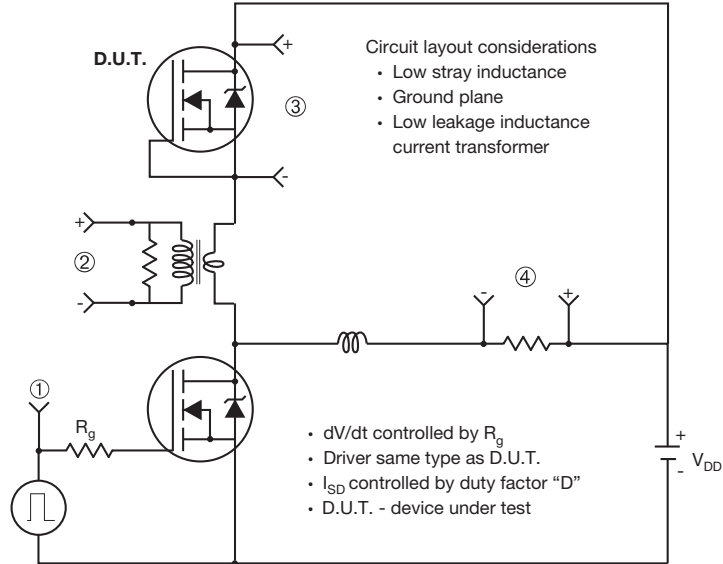 D.U.T.
+
-
③
Circuit layout considerations
• Low stray inductance
• Ground plane
• Low leakage inductance
current transformer
+
②
-
④
-
+
①
R_g
• dV/dt controlled by R_g
• Driver same type as D.U.T.
• I_SD controlled by duty factor “D”
• D.U.T. - device under test
+
V_DD
-